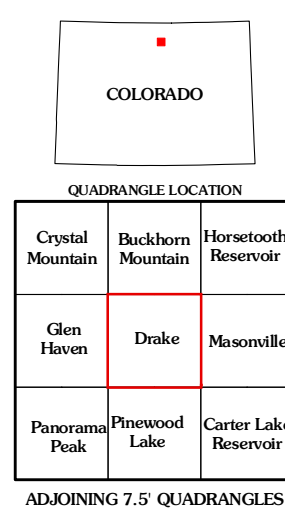 COLORADO
QUADRANGLE LOCATION
Crystal
Mountain
Buckhorn
Mountain
Horsetooth
Reservoir
Glen
Haven
Drake
Masonville
Panorama
Peak
Pinewood
Lake
Carter Lake
Reservoir
ADJOINING 7.5' QUADRANGLES